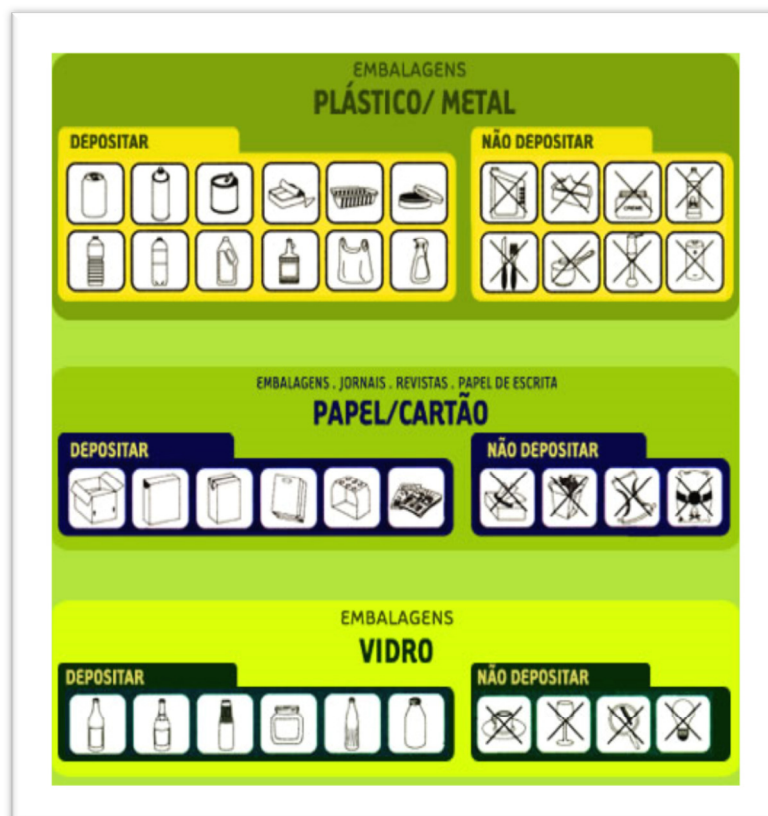 EMBALAGENS
PLÁSTICO/ METAL
DEPOSITAR
NÃO DEPOSITAR
CREME
EMBALAGENS . JORNAIS . REVISTAS . PAPEL DE ESCRITA
PAPEL/CARTÃO
DEPOSITAR
NÃO DEPOSITAR
EMBALAGENS
VIDRO
DEPOSITAR
NÃO DEPOSITAR